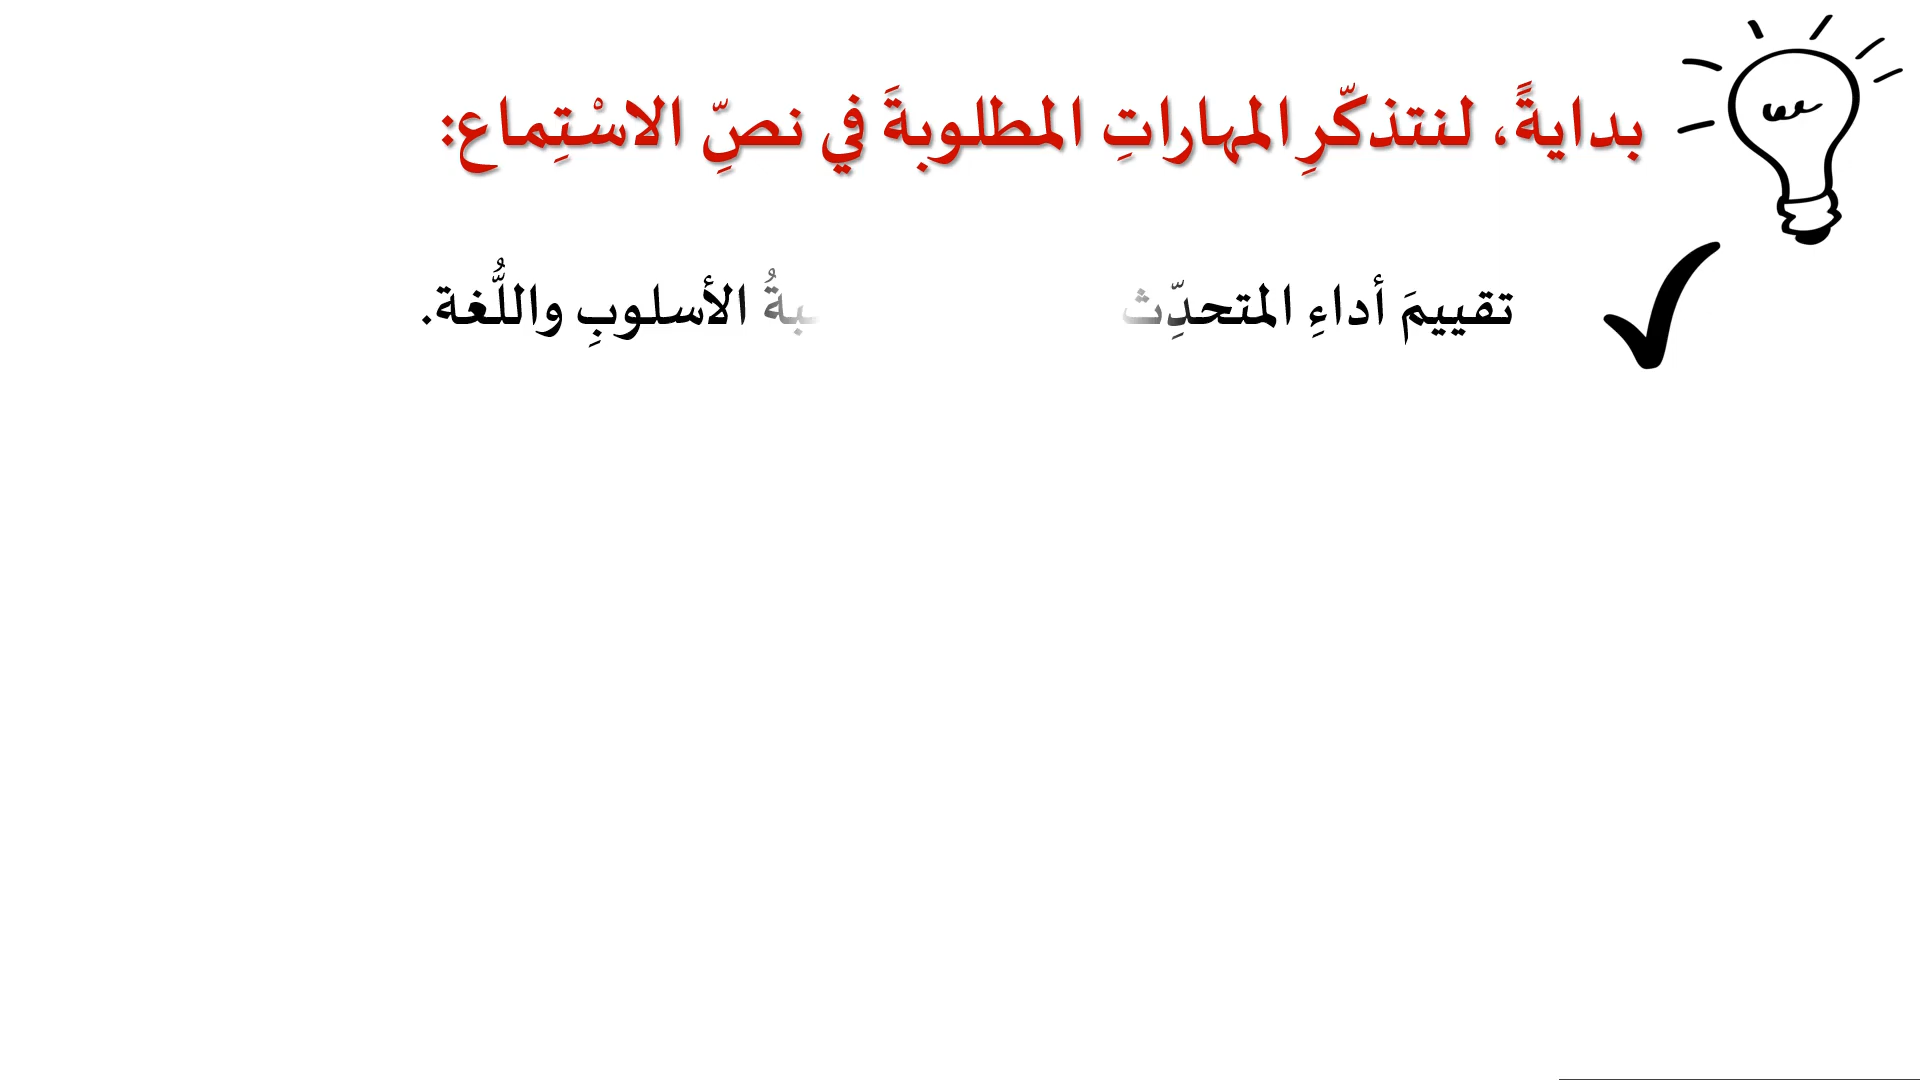 بدايةً، لنتذكّرِ المهاراتِ المطلوبةَ في نصِّ الاسْتِماع:
تقييمَ أداءِ المتحدِّث الأسلوبِ واللُّغة.